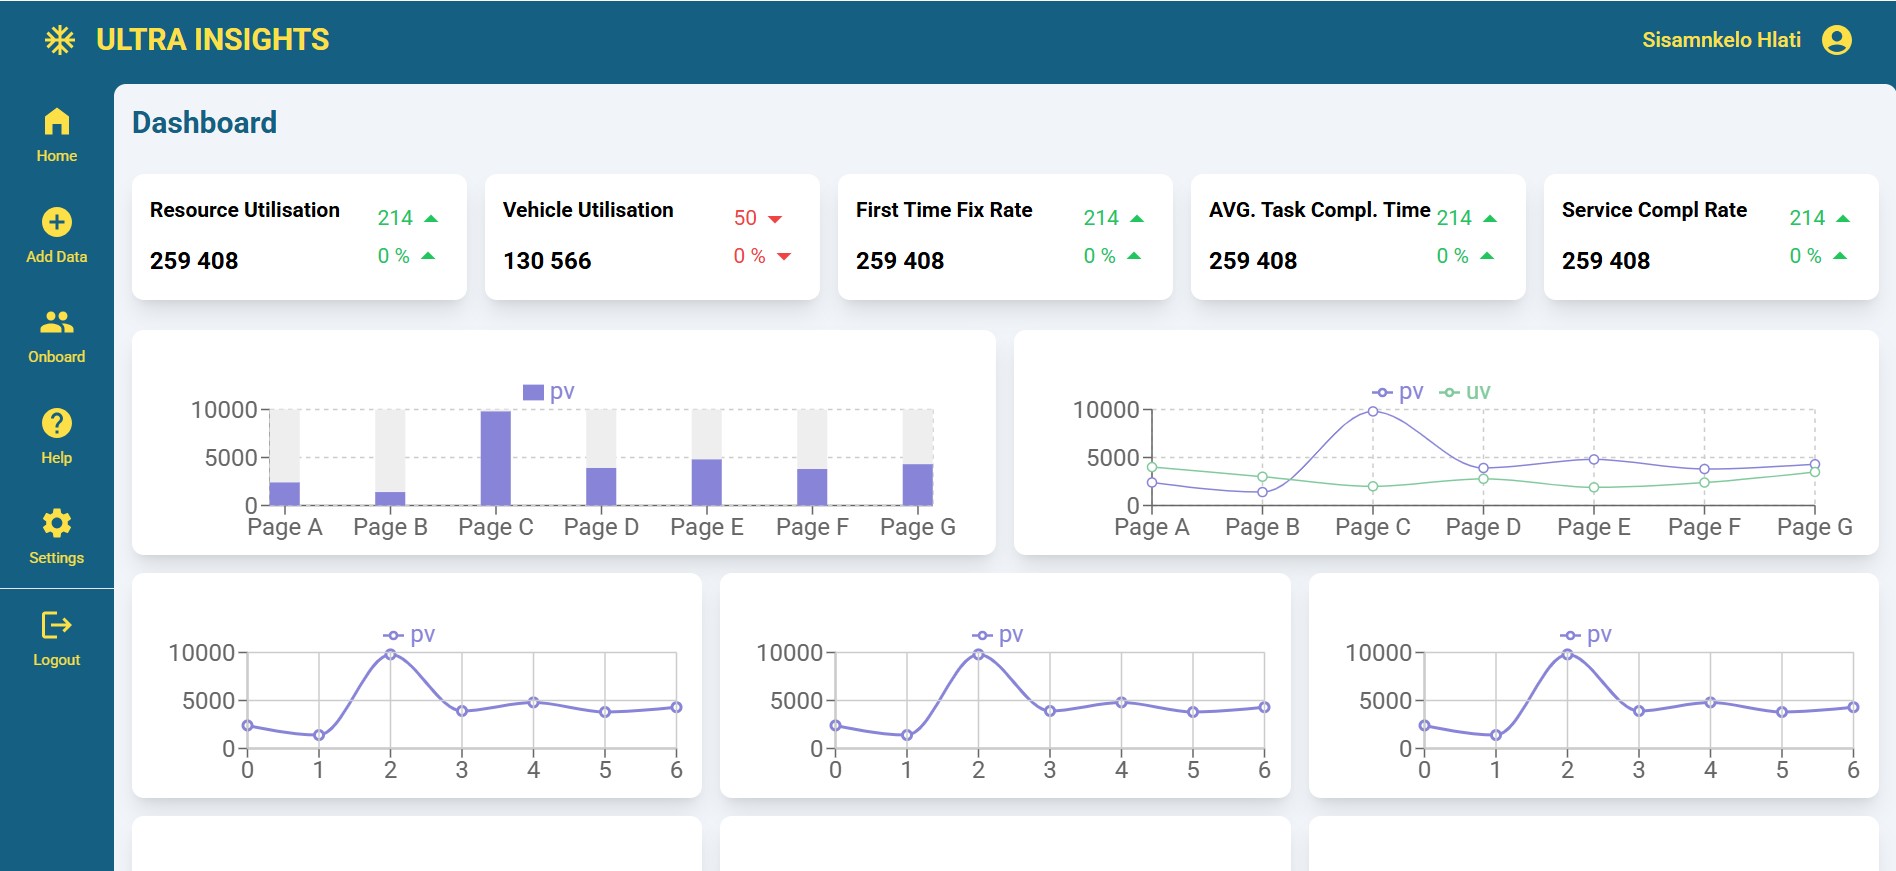 ULTRA INSIGHTS
Sisamnkelo Hlati
Home
Add Data
Onboard
Help
Settings
Logout
Dashboard
Resource Utilisation
214
259 408
0 %
Vehicle Utilisation
50
130 566
0 %
First Time Fix Rate
214
259 408
0 %
AVG. Task Compl. Time
214
259 408
0 %
Service Compl Rate
214
259 408
0 %
pv
10000
5000
0
Page A Page B Page C Page D Page E Page F Page G
pv uv
10000
5000
0
Page A Page B Page C Page D Page E Page F Page G
pv
10000
5000
0
0 1 2 3 4 5 6
pv
10000
5000
0
0 1 2 3 4 5 6
pv
10000
5000
0
0 1 2 3 4 5 6